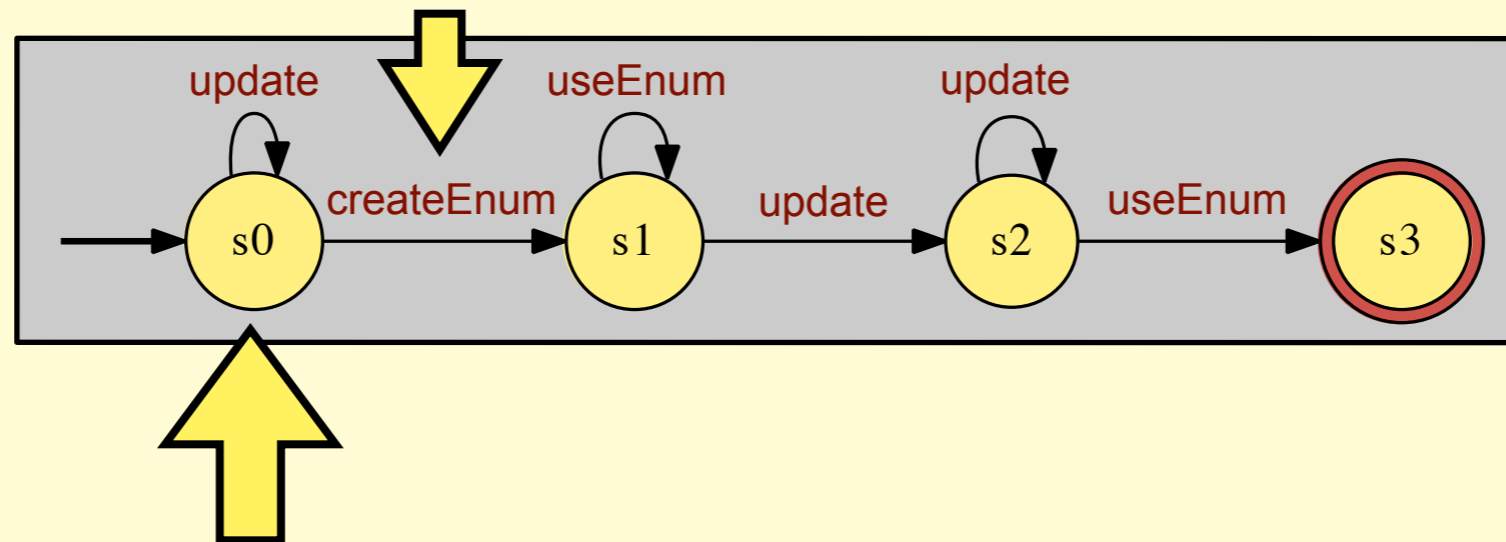 update
useEnum
update
createEnum
update
useEnum
s0
s1
s2
s3